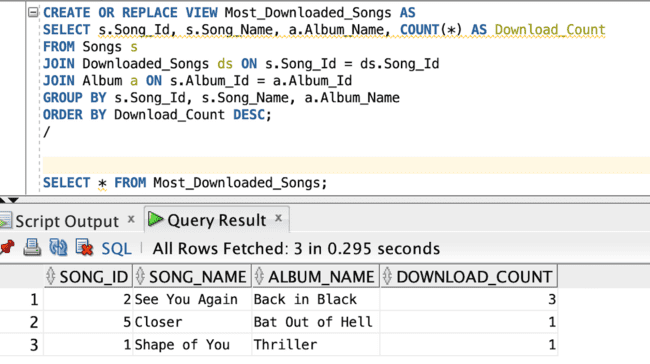 CREATE OR REPLACE VIEW Most_Downloaded_Songs AS
SELECT s.Song_Id, s.Song_Name, a.Album_Name, COUNT(*) AS Download_Count
FROM Songs s
JOIN Downloaded_Songs ds ON s.Song_Id = ds.Song_Id
JOIN Album a ON s.Album_Id = a.Album_Id
GROUP BY s.Song_Id, s.Song_Name, a.Album_Name
ORDER BY Download_Count DESC;
/
SELECT * FROM Most_Downloaded_Songs;
Script Output × Query Result ×
SQL | All Rows Fetched: 3 in 0.295 seconds
SONG_ID SONG_NAME ALBUM_NAME DOWNLOAD_COUNT
1 2 See You Again Back in Black 3
2 5 Closer Bat Out of Hell 1
3 1 Shape of You Thriller 1